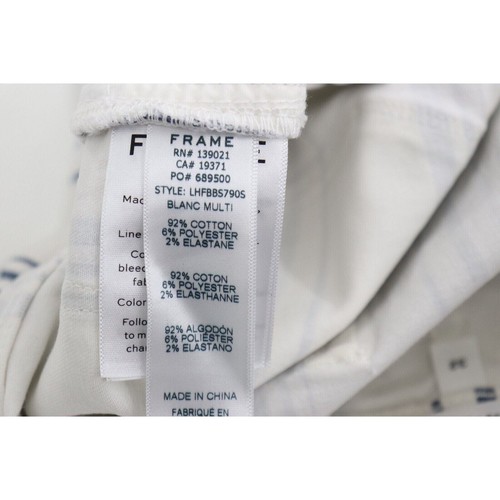 FRAME
RN# 139021
CA# 19371
PO# 689500
STYLE: LHFBBS790S
BLANC MULTI
92% COTTON
6% POLYESTER
2% ELASTANE
92% COTON
6% POLYESTER
2% ELASTHANNE
92% ALGODÓN
6% POLIÉSTER
2% ELASTANO
MADE IN CHINA
FABRIQUÉ EN
F E
Mad
Line
Co
bleed
fab
Color
Follo
to m
char